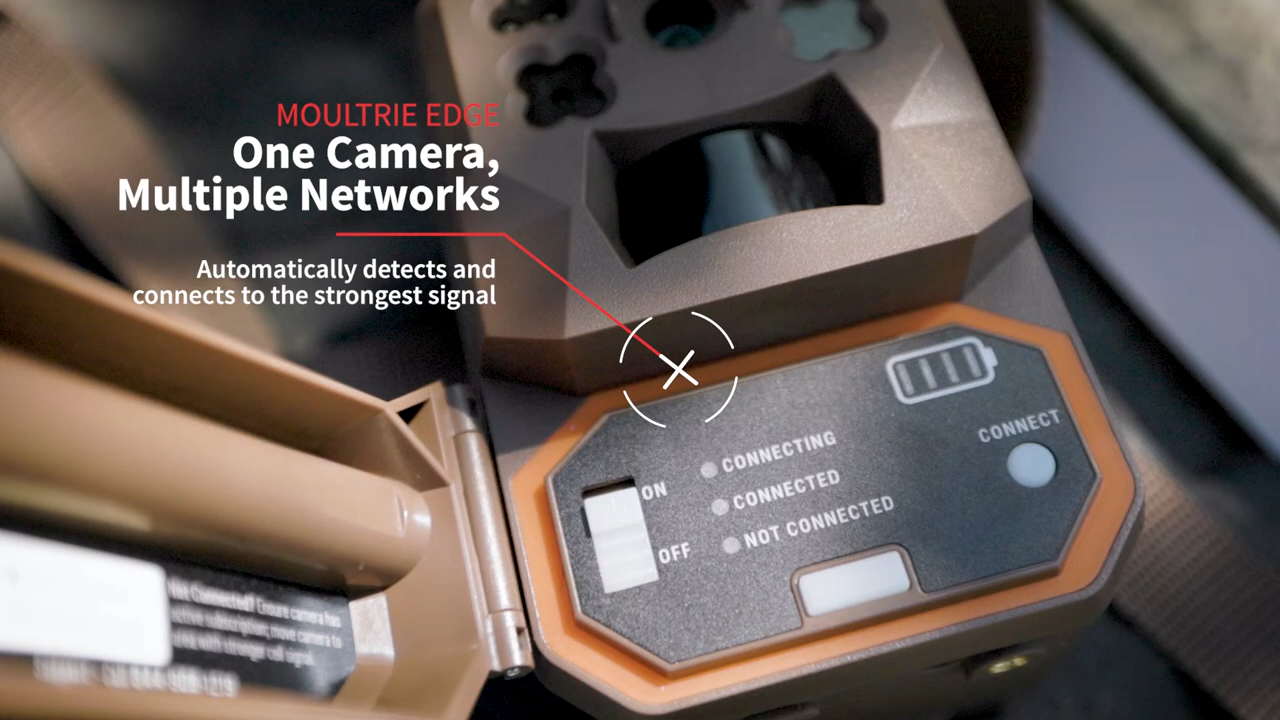 MOULTRIE EDGE
One Camera,
Multiple Networks
Automatically detects and
connects to the strongest signal
CONNECT
CONNECTING
ON
CONNECTED
NOT CONNECTED
OFF
Not Connected? Ensure camera has
active subscription; move camera to
area with stronger cell signal.